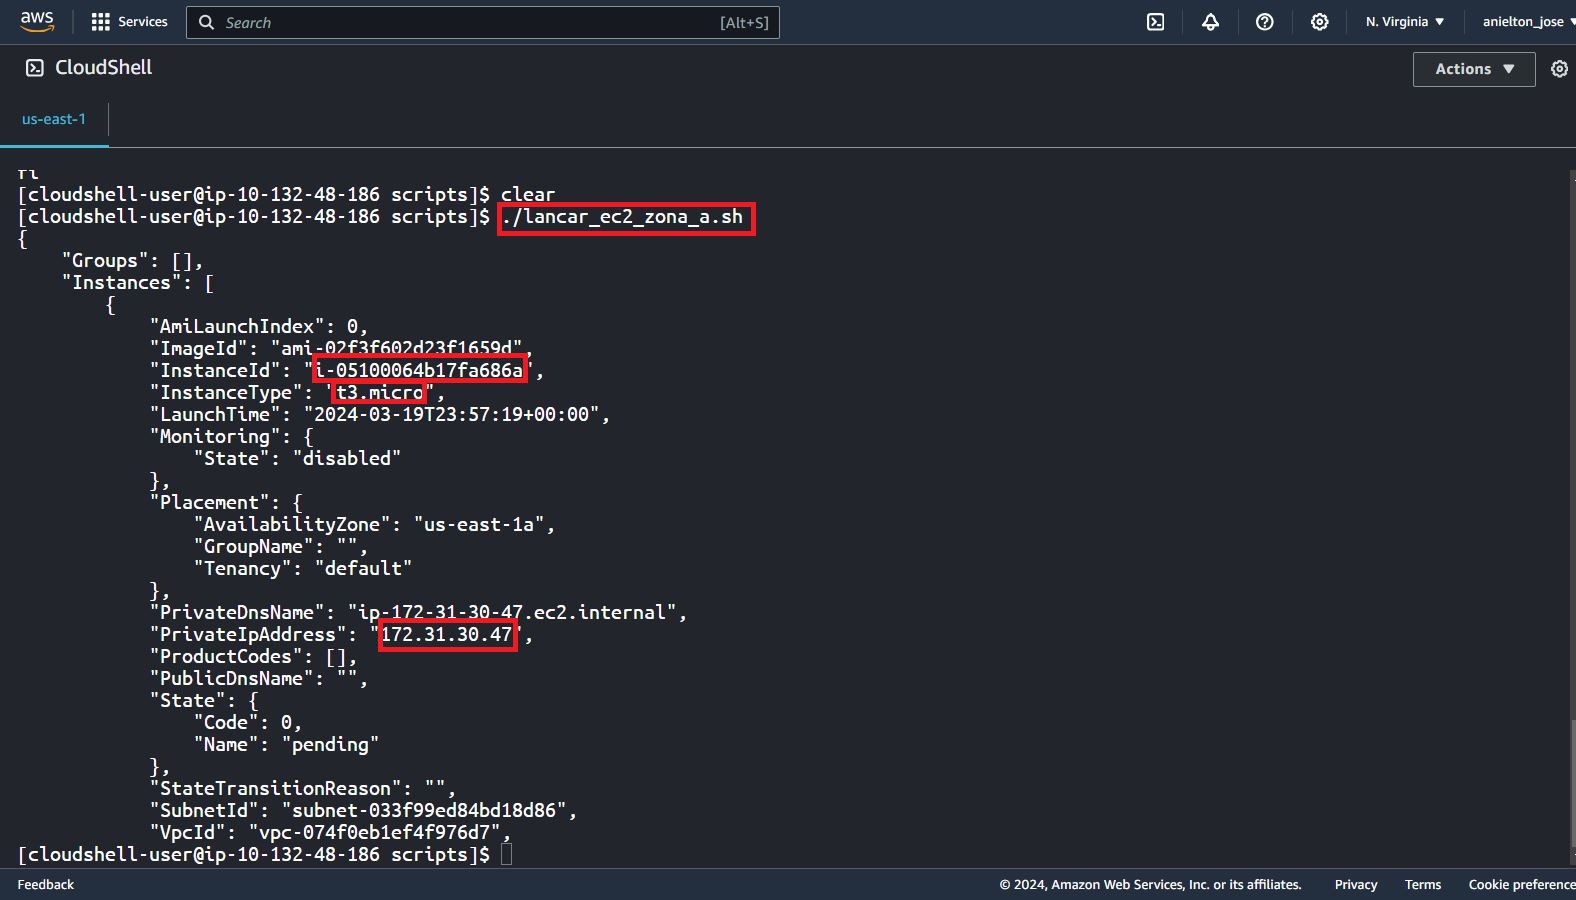 aws
Services
Search
[Alt+S]
N. Virginia
anielton_jose
CloudShell
Actions
us-east-1
[cloudshell-user@ip-10-132-48-186 scripts]$ clear
[cloudshell-user@ip-10-132-48-186 scripts]$ ./lancar_ec2_zona_a.sh
{
"Groups": [],
"Instances": [
{
"AmiLaunchIndex": 0,
"ImageId": "ami-02f3f602d23f1659d",
"InstanceId": "i-05100064b17fa686a",
"InstanceType": "t3.micro",
"LaunchTime": "2024-03-19T23:57:19+00:00",
"Monitoring": {
"State": "disabled"
},
"Placement": {
"AvailabilityZone": "us-east-1a",
"GroupName": "",
"Tenancy": "default"
},
"PrivateDnsName": "ip-172-31-30-47.ec2.internal",
"PrivateIpAddress": "172.31.30.47",
"ProductCodes": [],
"PublicDnsName": "",
"State": {
"Code": 0,
"Name": "pending"
},
"StateTransitionReason": "",
"SubnetId": "subnet-033f99ed84bd18d86",
"VpcId": "vpc-074f0eb1ef4f976d7",
[cloudshell-user@ip-10-132-48-186 scripts]$
Feedback
© 2024, Amazon Web Services, Inc. or its affiliates.
Privacy
Terms
Cookie preference